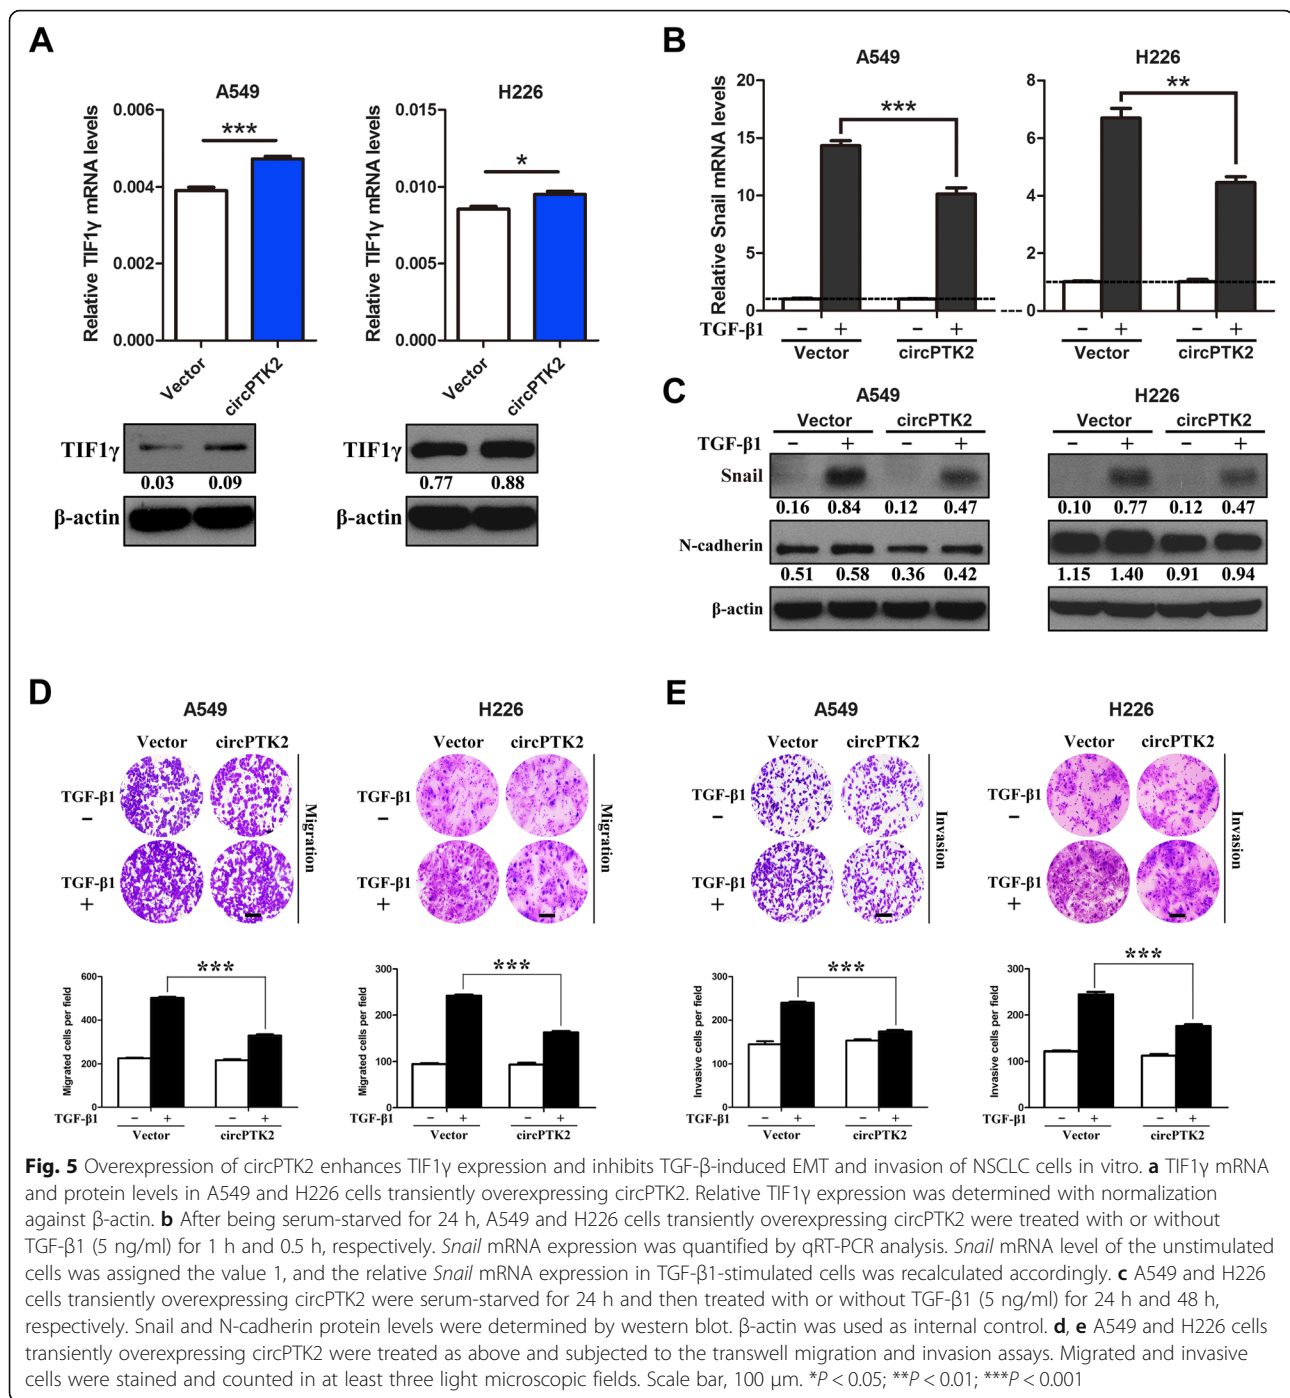 A
A549
H226
Relative TIF1γ mRNA levels
0.006
0.004
0.002
0.000
***
Vector
circPTK2
Relative TIF1γ mRNA levels
0.015
0.010
0.005
0.000
*
Vector
circPTK2
TIF1γ
0.03 0.09
β-actin
TIF1γ
0.77 0.88
β-actin
B
A549
H226
Relative Snail mRNA levels
20
15
10
5
0
***
8
6
4
2
0
**
TGF-β1 − + − + − + − +
Vector circPTK2 Vector circPTK2
C
A549
H226
Vector circPTK2 Vector circPTK2
TGF-β1 − + − + − + − +
Snail
0.16 0.84 0.12 0.47 0.10 0.77 0.12 0.47
N-cadherin
0.51 0.58 0.36 0.42 1.15 1.40 0.91 0.94
β-actin
D
A549
H226
Vector circPTK2 Vector circPTK2
TGF-β1
−
TGF-β1
+
Migration
TGF-β1
−
TGF-β1
+
Migration
Migrated cells per field
600
400
200
0
***
TGF-β1 − + − +
Vector circPTK2
Migrated cells per field
300
200
100
0
***
TGF-β1 − + − +
Vector circPTK2
E
A549
H226
Vector circPTK2 Vector circPTK2
TGF-β1
−
TGF-β1
+
Invasion
TGF-β1
−
TGF-β1
+
Invasion
Invasive cells per field
300
200
100
0
***
TGF-β1 − + − +
Vector circPTK2
Invasive cells per field
300
200
100
0
***
TGF-β1 − + − +
Vector circPTK2
Fig. 5 Overexpression of circPTK2 enhances TIF1γ expression and inhibits TGF-β-induced EMT and invasion of NSCLC cells in vitro. a TIF1γ mRNA
and protein levels in A549 and H226 cells transiently overexpressing circPTK2. Relative TIF1γ expression was determined with normalization
against β-actin. b After being serum-starved for 24 h, A549 and H226 cells transiently overexpressing circPTK2 were treated with or without
TGF-β1 (5 ng/ml) for 1 h and 0.5 h, respectively. Snail mRNA expression was quantified by qRT-PCR analysis. Snail mRNA level of the unstimulated
cells was assigned the value 1, and the relative Snail mRNA expression in TGF-β1-stimulated cells was recalculated accordingly. c A549 and H226
cells transiently overexpressing circPTK2 were serum-starved for 24 h and then treated with or without TGF-β1 (5 ng/ml) for 24 h and 48 h,
respectively. Snail and N-cadherin protein levels were determined by western blot. β-actin was used as internal control. d, e A549 and H226 cells
transiently overexpressing circPTK2 were treated as above and subjected to the transwell migration and invasion assays. Migrated and invasive
cells were stained and counted in at least three light microscopic fields. Scale bar, 100 μm. *P < 0.05; **P < 0.01; ***P < 0.001